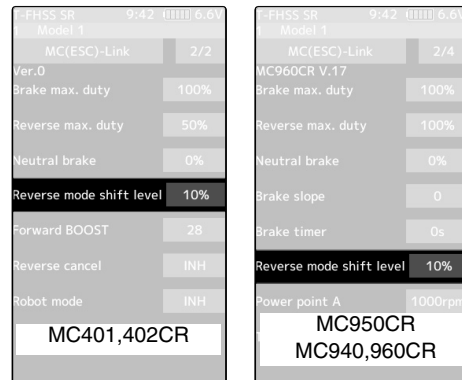 T-FHSS SR 9:42 6.6V
1 Model 1
MC(ESC)-Link 2/2
Ver.0
Brake max. duty 100%
Reverse max. duty 50%
Neutral brake 0%
Reverse mode shift level 10%
Forward BOOST 28
Reverse cancel INH
Robot mode INH
MC401,402CR
T-FHSS SR 9:42 6.6V
1 Model 1
MC(ESC)-Link 2/4
MC960CR V.17
Brake max. duty 100%
Reverse max. duty 100%
Neutral brake 0%
Brake slope 0
Brake timer 0s
Reverse mode shift level 10%
Power point A 1000rpm
MC950CR
MC940,960CR